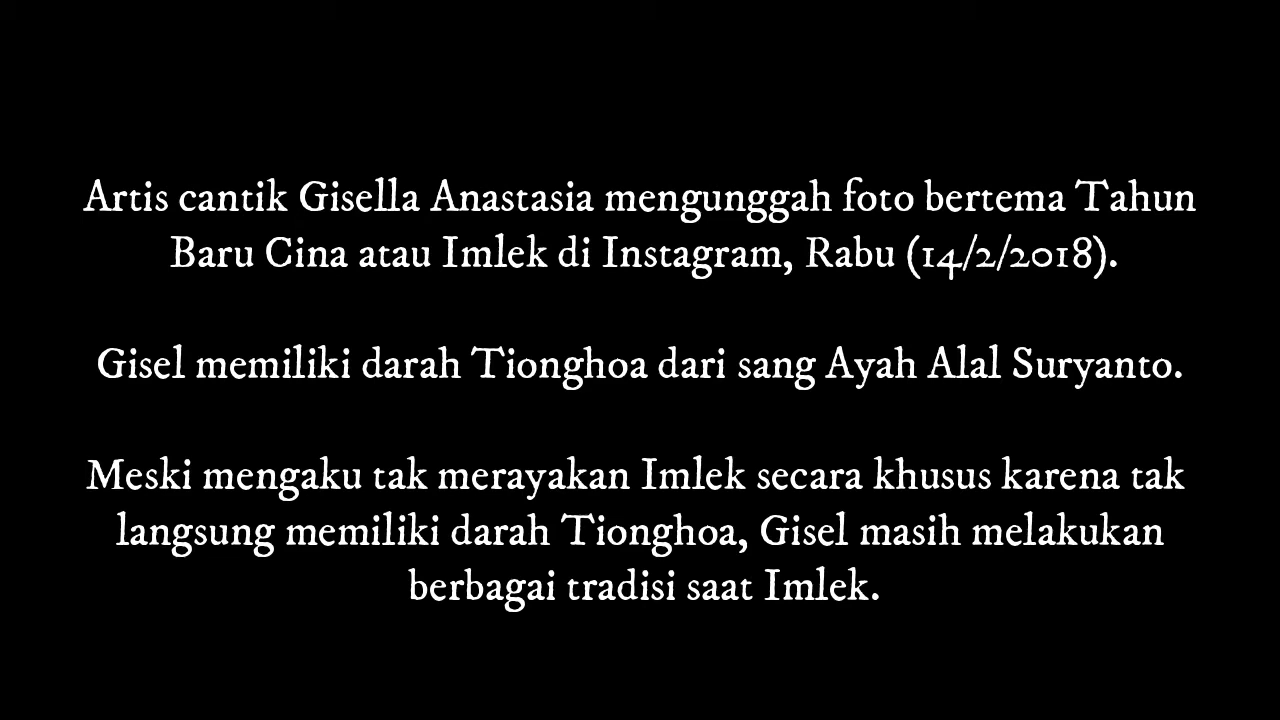 Artis cantik Gisella Anastasia mengunggah foto bertema Tahun
Baru Cina atau Imlek di Instagram, Rabu (14/2/2018).
Gisel memiliki darah Tionghoa dari sang Ayah Alal Suryanto.
Meski mengaku tak merayakan Imlek secara khusus karena tak
langsung memiliki darah Tionghoa, Gisel masih melakukan
berbagai tradisi saat Imlek.